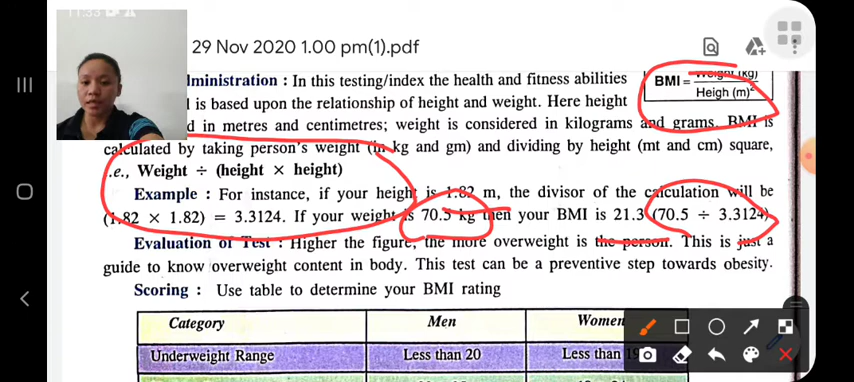 11:33
29 Nov 2020 1.00 pm(1).pdf
lministration : In this testing/index the health and fitness abilities
l is based upon the relationship of height and weight. Here height
d in metres and centimetres; weight is considered in kilograms and grams. BMI is
calculated by taking person's weight (in kg and gm) and dividing by height (mt and cm) square,
.e., Weight ÷ (height × height)
BMI = Weight (kg)
Heigh (m)²
Example : For instance, if your height is 1.82 m, the divisor of the calculation will be
(1.82 × 1.82) = 3.3124. If your weight is 70.5 kg then your BMI is 21.3 (70.5 ÷ 3.3124)
Evaluation of Test : Higher the figure, the more overweight is the person. This is just a
guide to know overweight content in body. This test can be a preventive step towards obesity.
Scoring : Use table to determine your BMI rating
Category Men Women
Underweight Range Less than 20 Less than 19